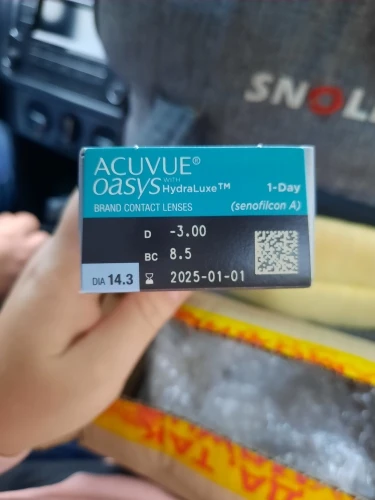 SNOL
ACUVUE®
oasys WITH HydraLuxe™
1-Day
BRAND CONTACT LENSES
(senofilcon A)
D -3.00
BC 8.5
DIA 14.3
2025-01-01